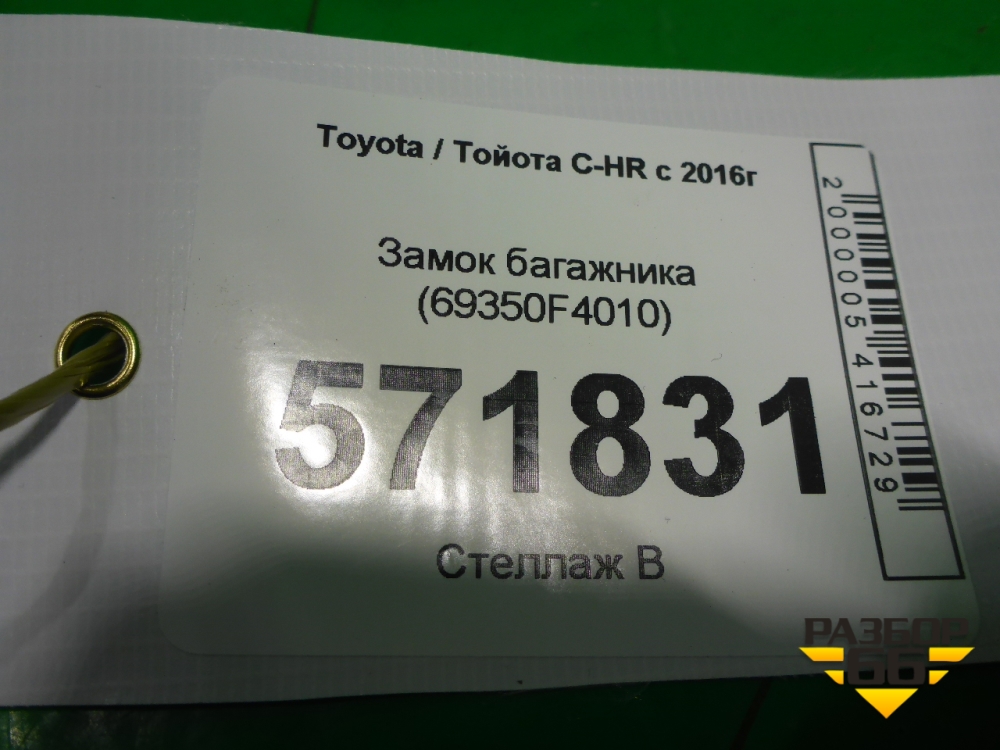 Toyota / Тойота C-HR с 2016г
Замок багажника
(69350F4010)
571831
Стеллаж В
2000005416729
РАЗБОР
66